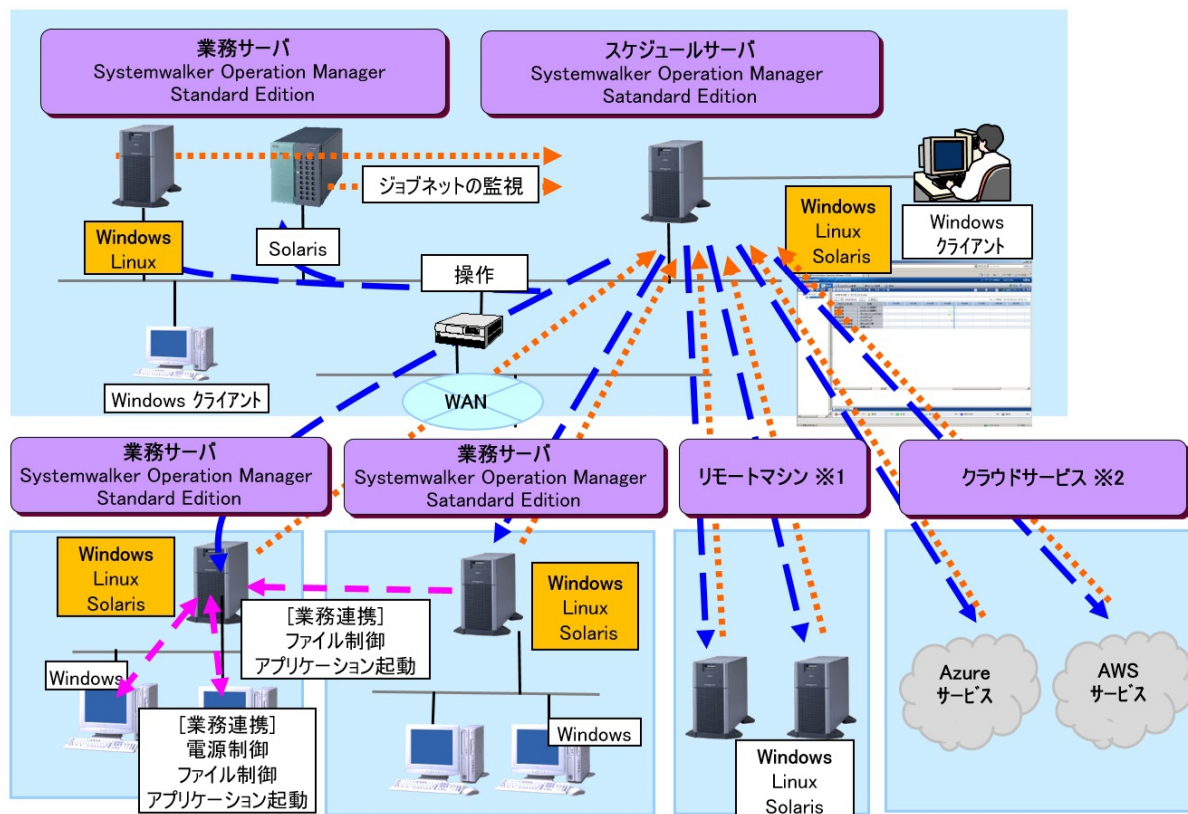 業務サーバ
Systemwalker Operation Manager
Standard Edition
スケジュールサーバ
Systemwalker Operation Manager
Satandard Edition
ジョブネットの監視
Windows
Linux
Solaris
Windows
Linux
Solaris
Windows
クライアント
操作
Windows クライアント
WAN
業務サーバ
Systemwalker Operation Manager
Standard Edition
業務サーバ
Systemwalker Operation Manager
Satandard Edition
リモートマシン ※1
クラウドサービス ※2
Windows
Linux
Solaris
[業務連携]
ファイル制御
アプリケーション起動
Windows
Linux
Solaris
Windows
[業務連携]
電源制御
ファイル制御
アプリケーション起動
Windows
Windows
Linux
Solaris
Azure
サービス
AWS
サービス